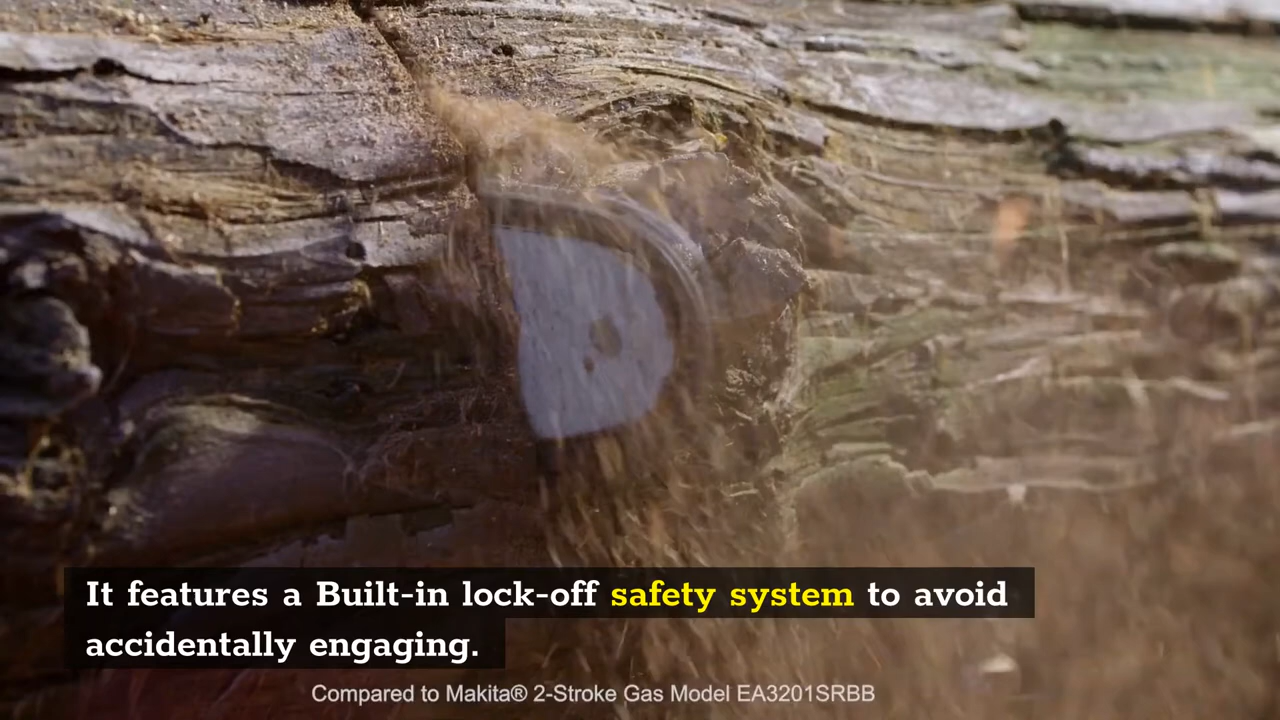 It features a Built-in lock-off safety system to avoid
accidentally engaging.
Compared to Makita® 2-Stroke Gas Model EA3201SRBB